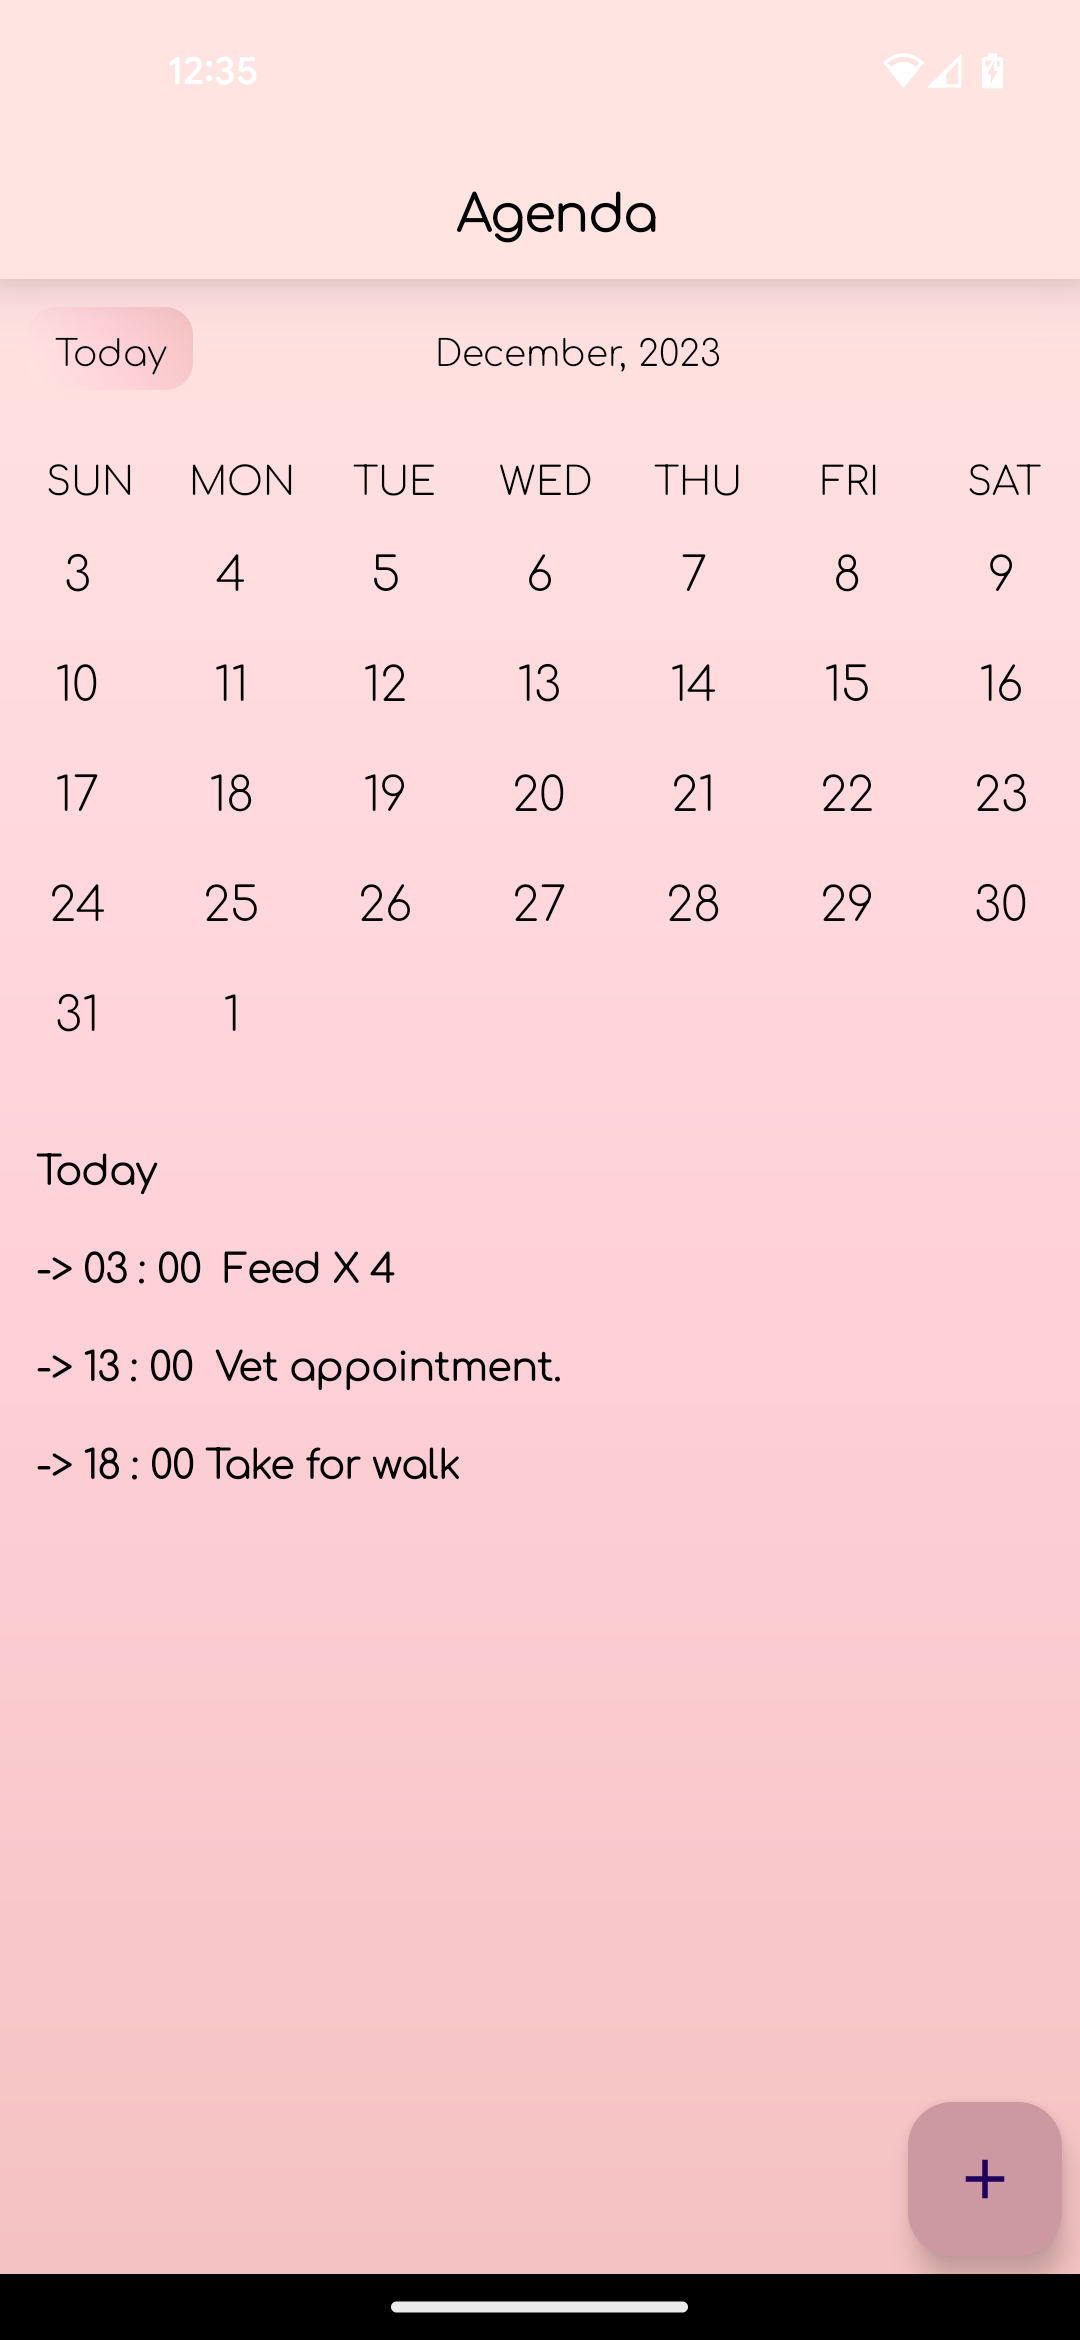 12:35
Agenda
Today December, 2023
SUN MON TUE WED THU FRI SAT
3 4 5 6 7 8 9
10 11 12 13 14 15 16
17 18 19 20 21 22 23
24 25 26 27 28 29 30
31 1
Today
-> 03 : 00 Feed X 4
-> 13 : 00 Vet appointment.
-> 18 : 00 Take for walk
+